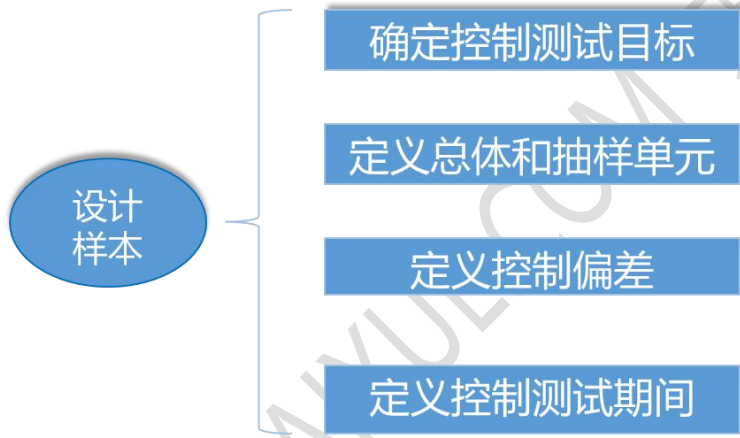 确定控制测试目标
定义总体和抽样单元
设计
样本
定义控制偏差
定义控制测试期间